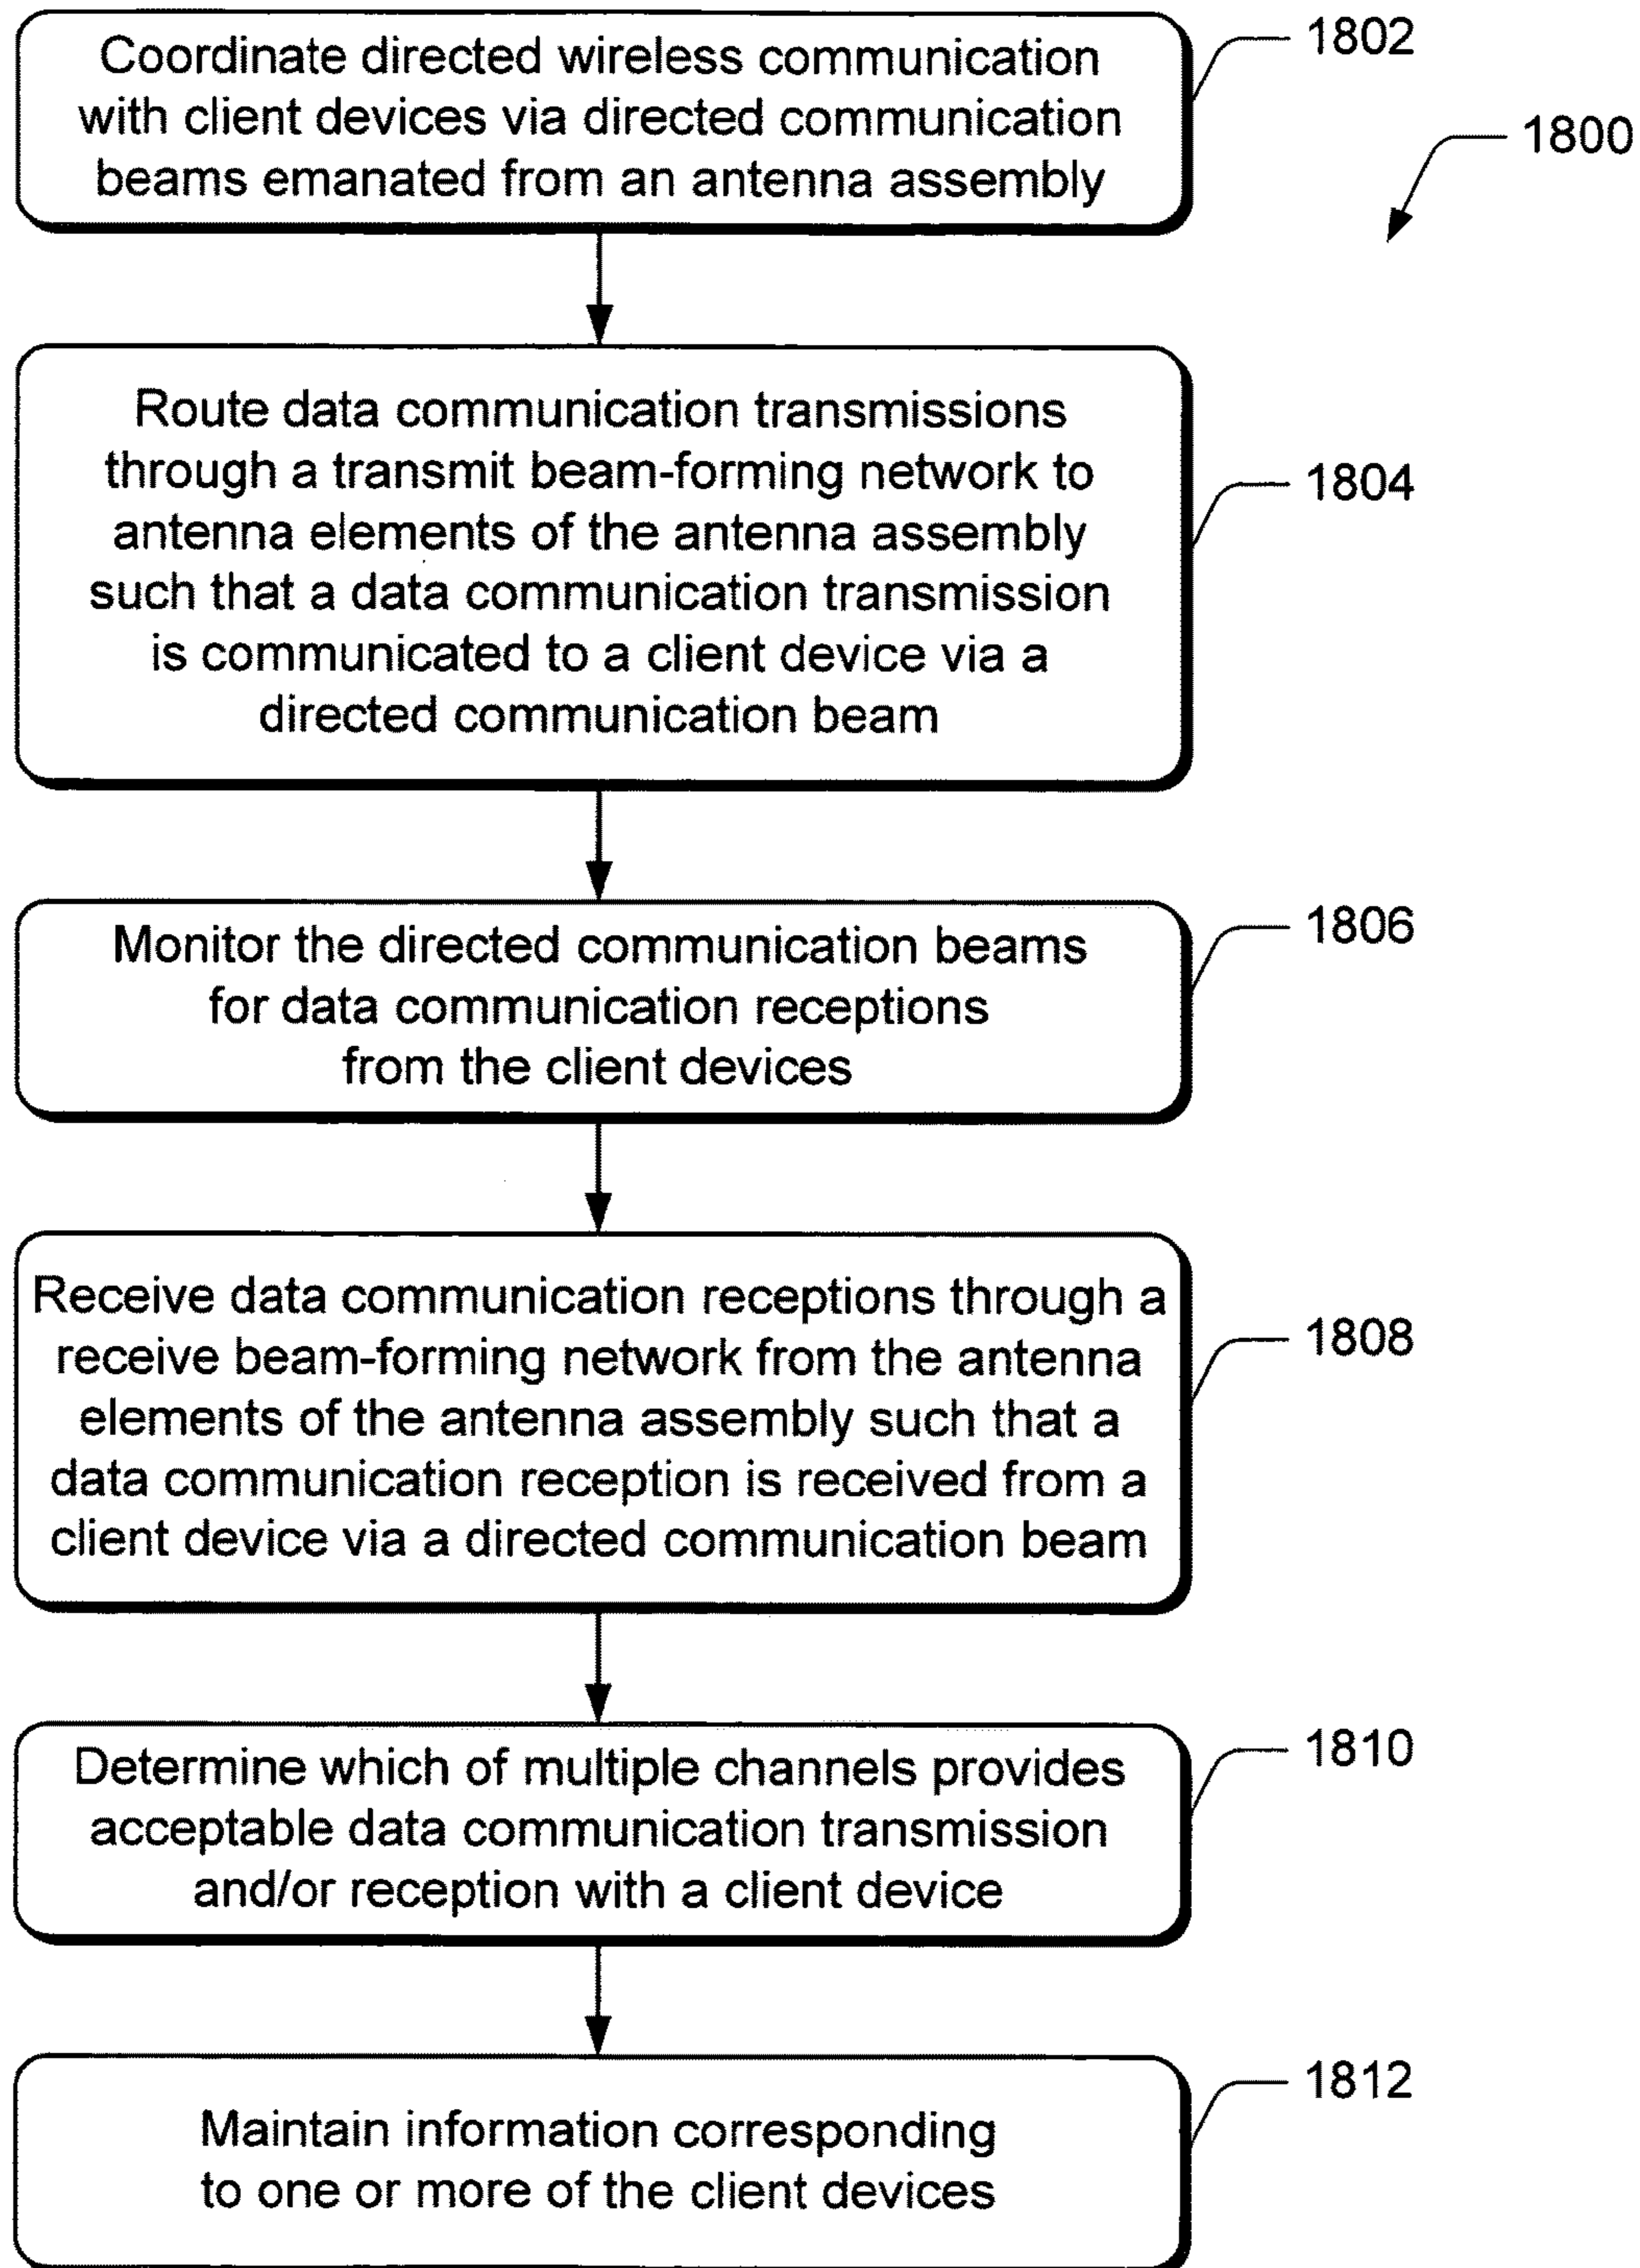 Coordinate directed wireless communication
with client devices via directed communication
beams emanated from an antenna assembly
1802
1800
Route data communication transmissions
through a transmit beam-forming network to
antenna elements of the antenna assembly
such that a data communication transmission
is communicated to a client device via a
directed communication beam
1804
Monitor the directed communication beams
for data communication receptions
from the client devices
1806
Receive data communication receptions through a
receive beam-forming network from the antenna
elements of the antenna assembly such that a
data communication reception is received from a
client device via a directed communication beam
1808
Determine which of multiple channels provides
acceptable data communication transmission
and/or reception with a client device
1810
Maintain information corresponding
to one or more of the client devices
1812